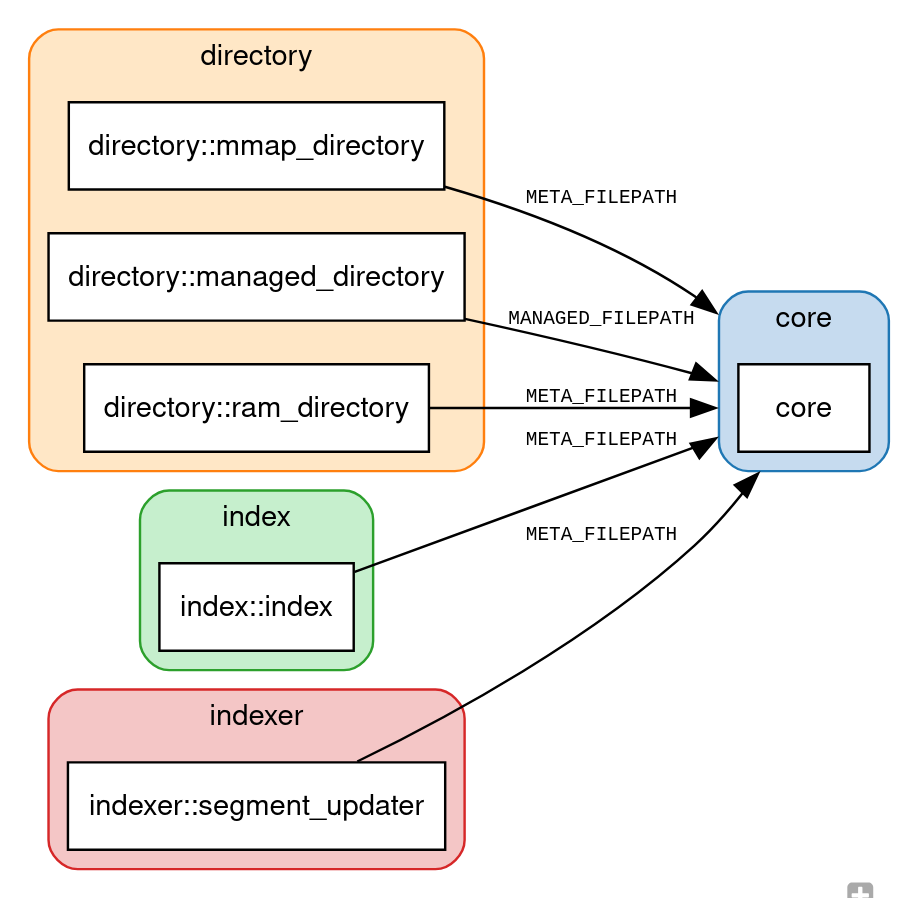 directory
directory::mmap_directory
META_FILEPATH
directory::managed_directory
MANAGED_FILEPATH
core
directory::ram_directory
META_FILEPATH
core
META_FILEPATH
index
META_FILEPATH
index::index
indexer
indexer::segment_updater